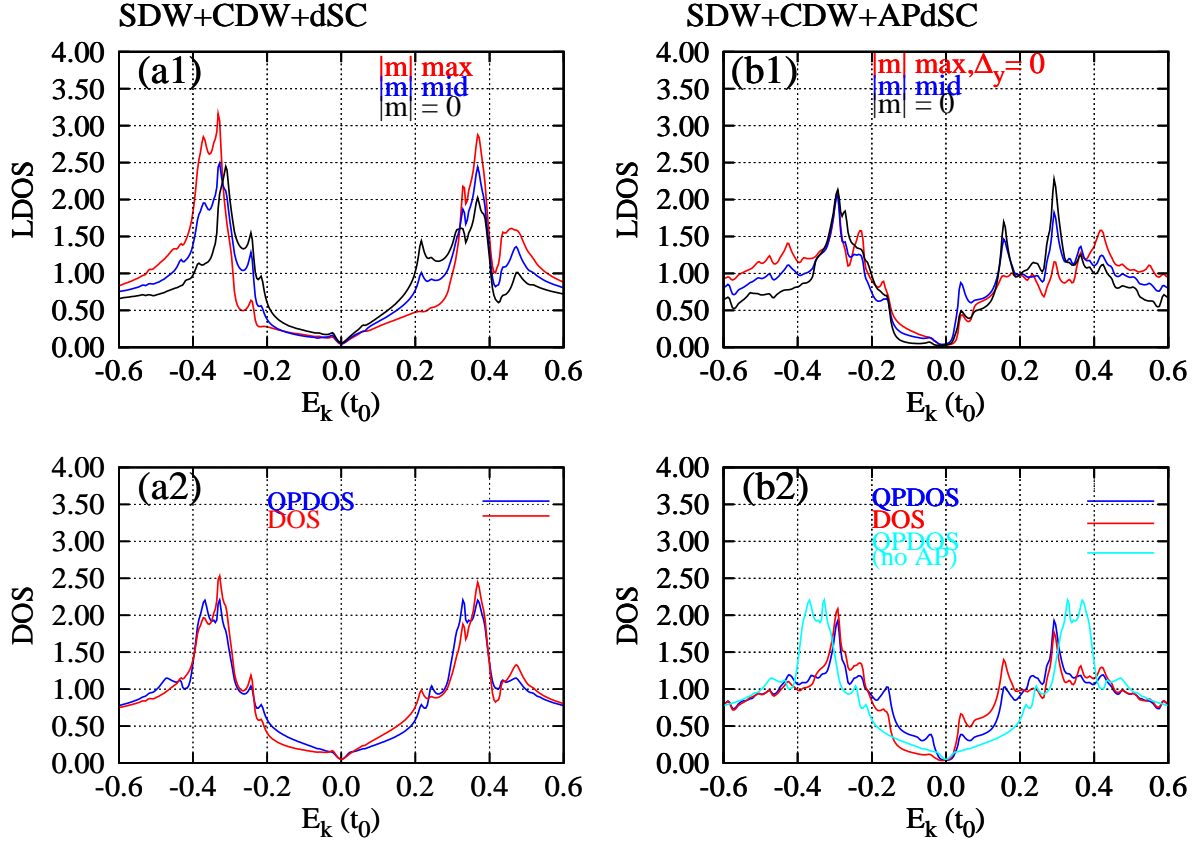 SDW+CDW+dSC
SDW+CDW+APdSC
(a1)
|m| max
|m| mid
|m| = 0
4.00
3.50
3.00
2.50
2.00
1.50
1.00
0.50
0.00
LDOS
-0.6 -0.4 -0.2 0.0 0.2 0.4 0.6
E_k (t_0)
(b1)
|m| max,Δ_y= 0
|m| mid
|m| = 0
4.00
3.50
3.00
2.50
2.00
1.50
1.00
0.50
0.00
LDOS
-0.6 -0.4 -0.2 0.0 0.2 0.4 0.6
E_k (t_0)
(a2)
QPDOS
DOS
4.00
3.50
3.00
2.50
2.00
1.50
1.00
0.50
0.00
DOS
-0.6 -0.4 -0.2 0.0 0.2 0.4 0.6
E_k (t_0)
(b2)
QPDOS
DOS
QPDOS
(no AP)
4.00
3.50
3.00
2.50
2.00
1.50
1.00
0.50
0.00
DOS
-0.6 -0.4 -0.2 0.0 0.2 0.4 0.6
E_k (t_0)